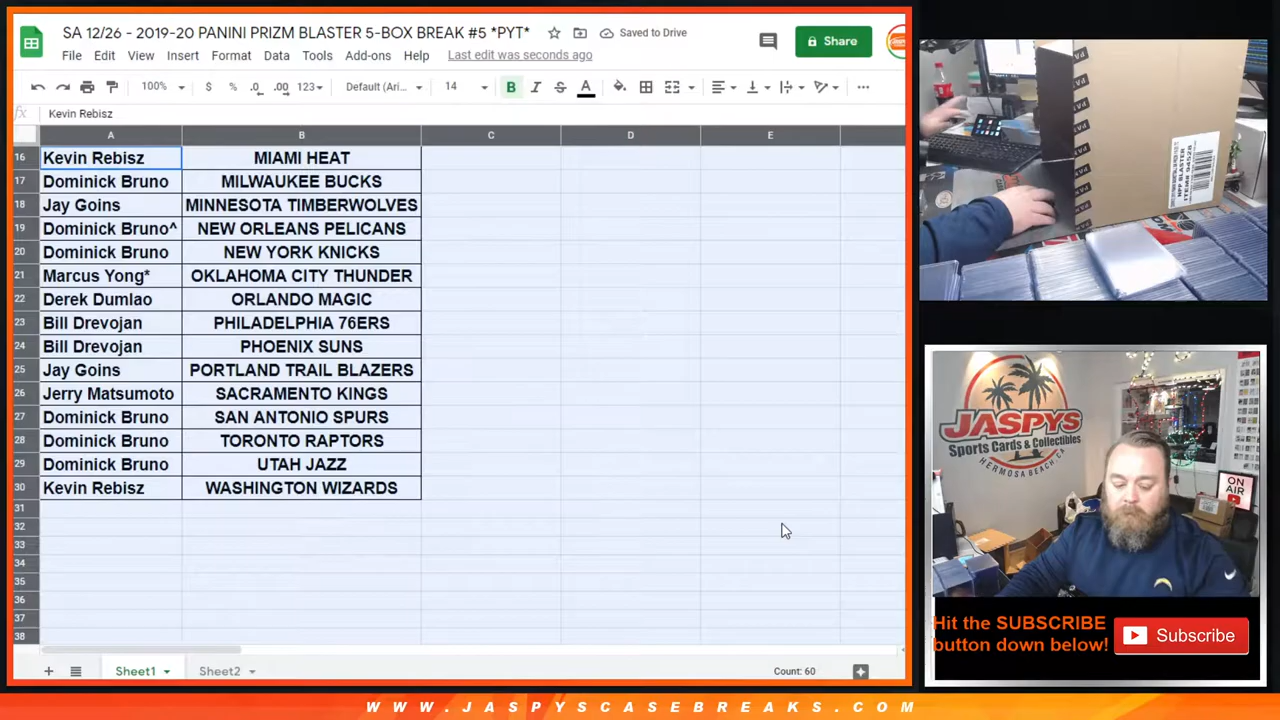 SA 12/26 - 2019-20 PANINI PRIZM BLASTER 5-BOX BREAK #5 *PYT*
Saved to Drive
Share
File Edit View Insert Format Data Tools Add-ons Help Last edit was seconds ago
100% $ % .0 .00 123 Default (Ari... 14 B I S A
fx Kevin Rebisz
A B C D E
16 Kevin Rebisz MIAMI HEAT
17 Dominick Bruno MILWAUKEE BUCKS
18 Jay Goins MINNESOTA TIMBERWOLVES
19 Dominick Bruno^ NEW ORLEANS PELICANS
20 Dominick Bruno NEW YORK KNICKS
21 Marcus Yong* OKLAHOMA CITY THUNDER
22 Derek Dumlao ORLANDO MAGIC
23 Bill Drevojan PHILADELPHIA 76ERS
24 Bill Drevojan PHOENIX SUNS
25 Jay Goins PORTLAND TRAIL BLAZERS
26 Jerry Matsumoto SACRAMENTO KINGS
27 Dominick Bruno SAN ANTONIO SPURS
28 Dominick Bruno TORONTO RAPTORS
29 Dominick Bruno UTAH JAZZ
30 Kevin Rebisz WASHINGTON WIZARDS
31
32
33
34
35
36
37
38
Sheet1 Sheet2 Count: 60
JASPYS
Sports Cards & Collectibles
HERMOSA BEACH, CA
ON
AIR
Hit the SUBSCRIBE
button down below!
Subscribe
WWW.JASPYSCASEBREAKS.COM